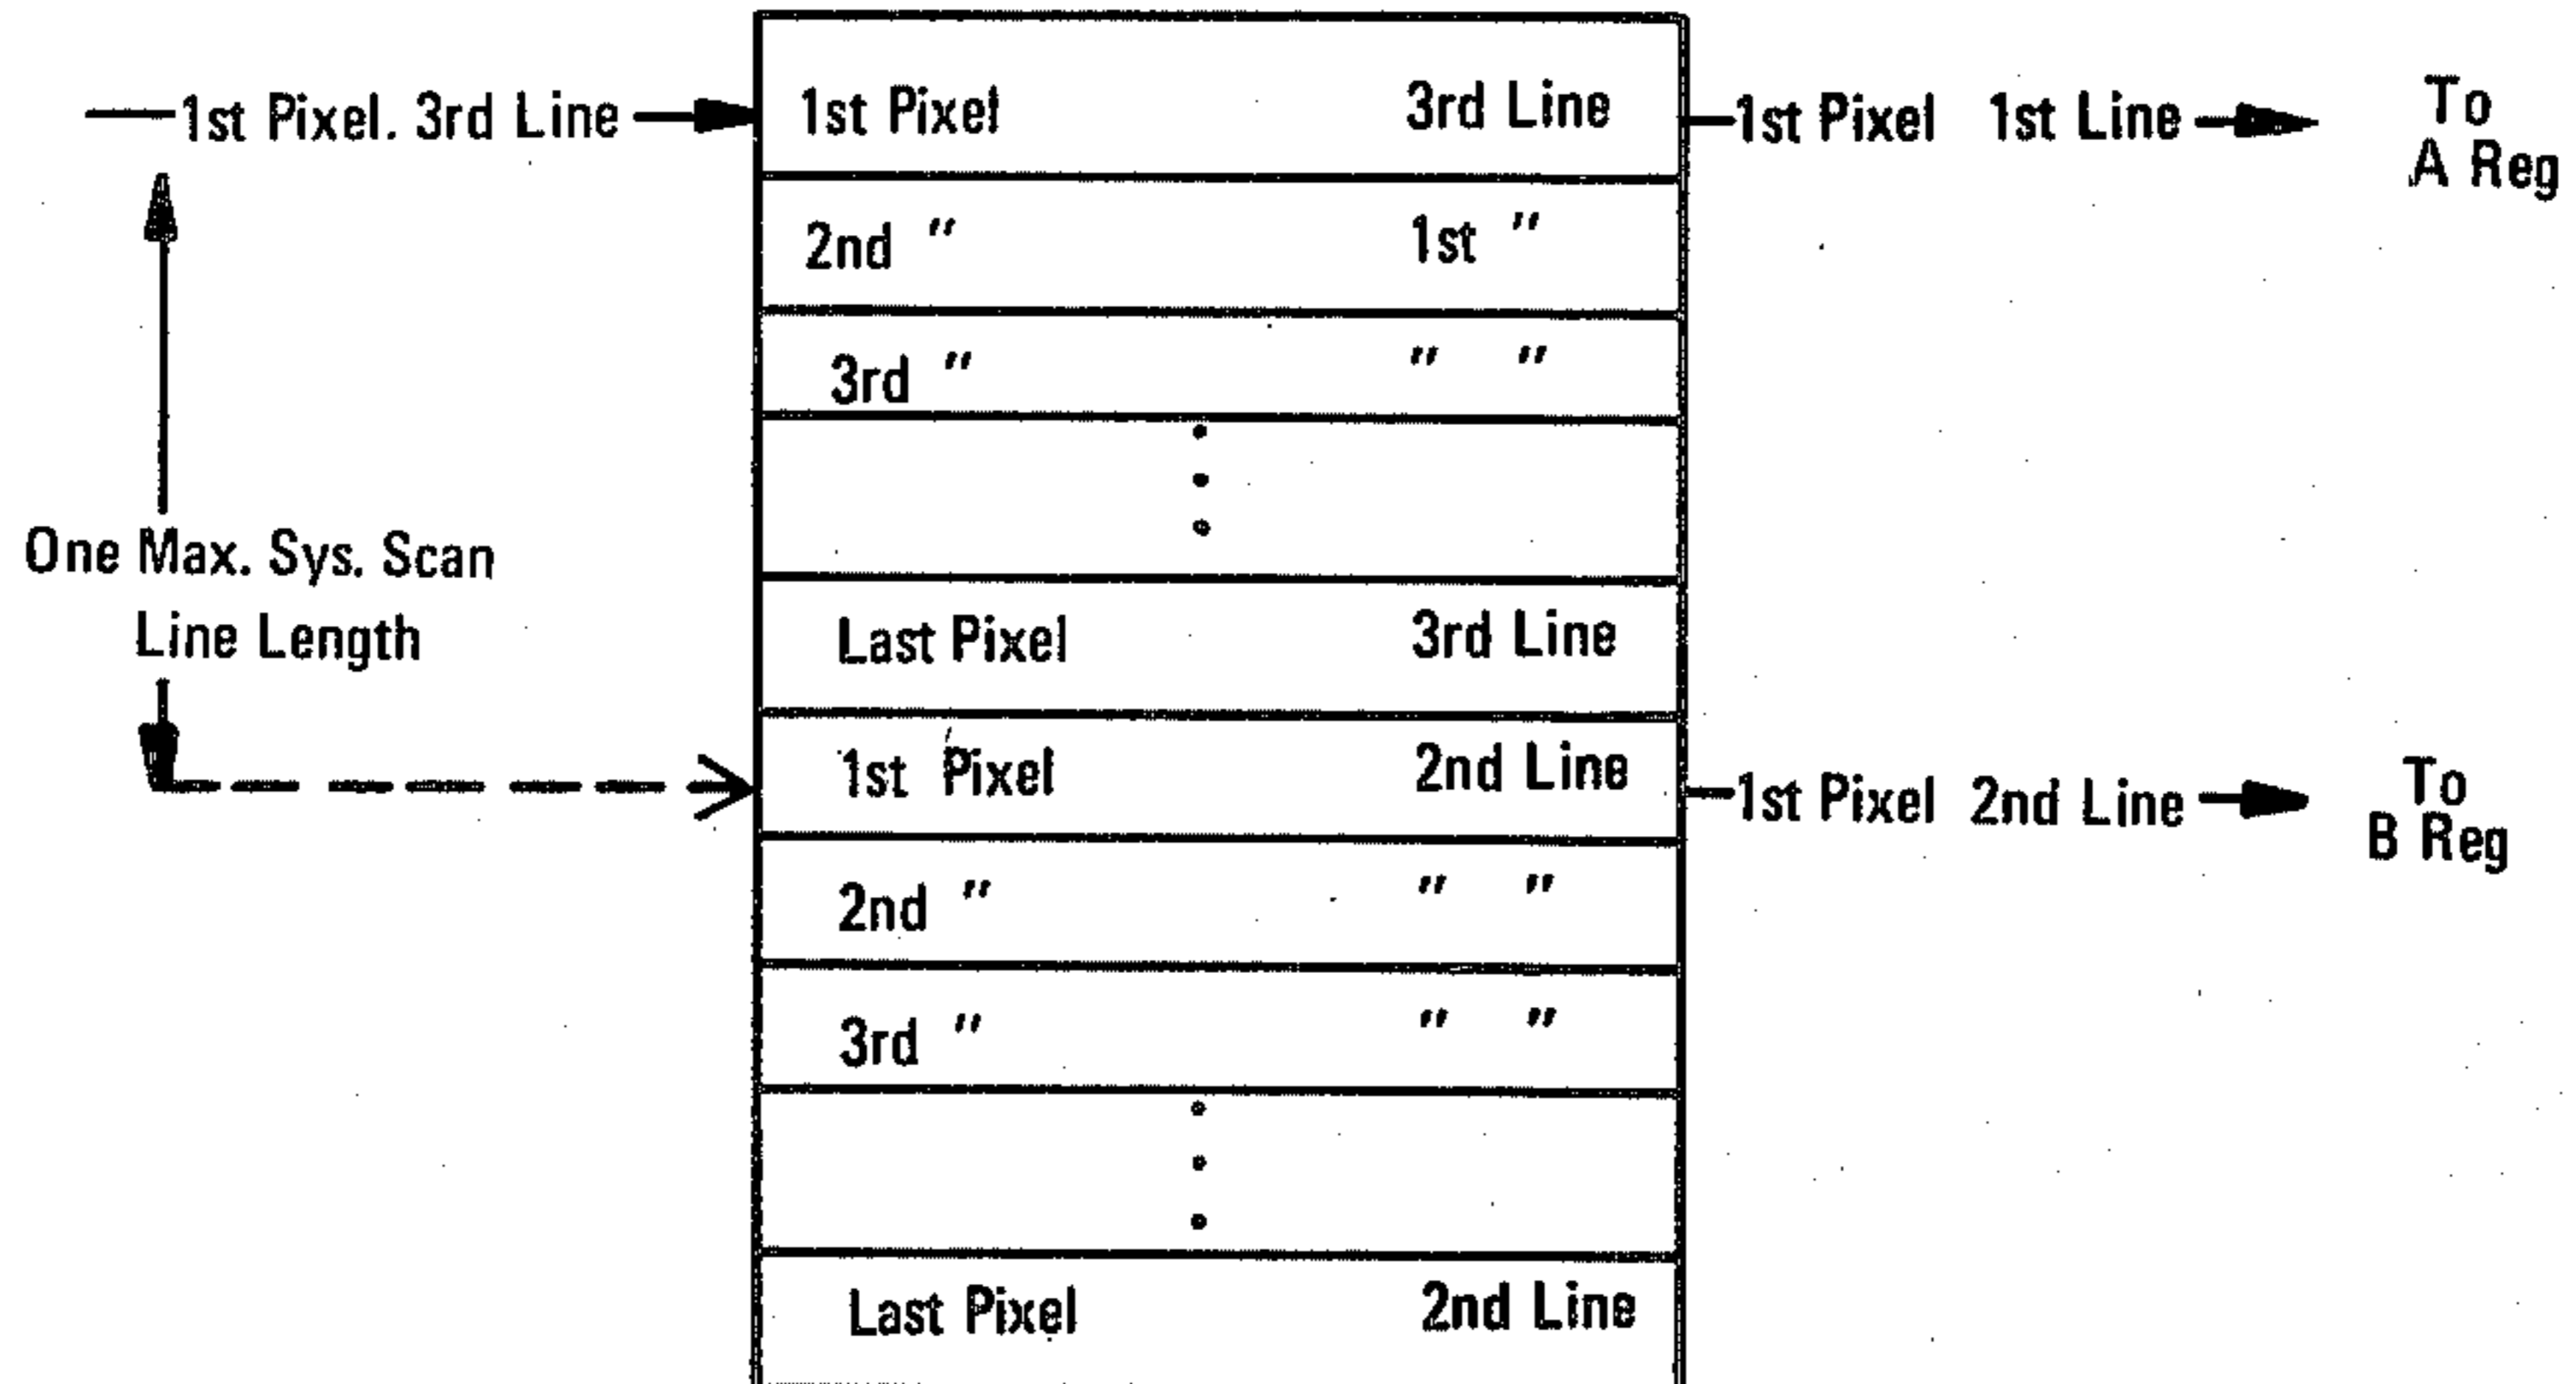 1st Pixel. 3rd Line
1st Pixel 3rd Line
1st Pixel 1st Line
To
A Reg
2nd " 1st "
3rd " " "
One Max. Sys. Scan
Line Length
Last Pixel 3rd Line
1st Pixel 2nd Line
1st Pixel 2nd Line
To
B Reg
2nd " " "
3rd " " "
Last Pixel 2nd Line